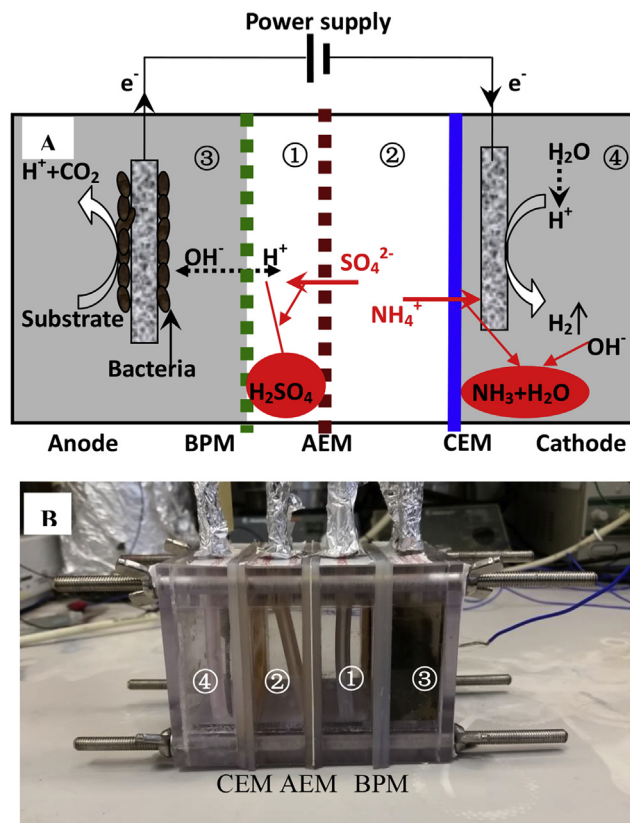 Power supply
e⁻
e⁻
A
③
①
②
④
H⁺+CO₂
H₂O
H⁺
OH⁻
H⁺
SO₄²⁻
NH₄⁺
Substrate
Bacteria
H₂
OH⁻
H₂SO₄
NH₃+H₂O
Anode BPM AEM CEM Cathode
B
④ ② ① ③
CEM AEM BPM